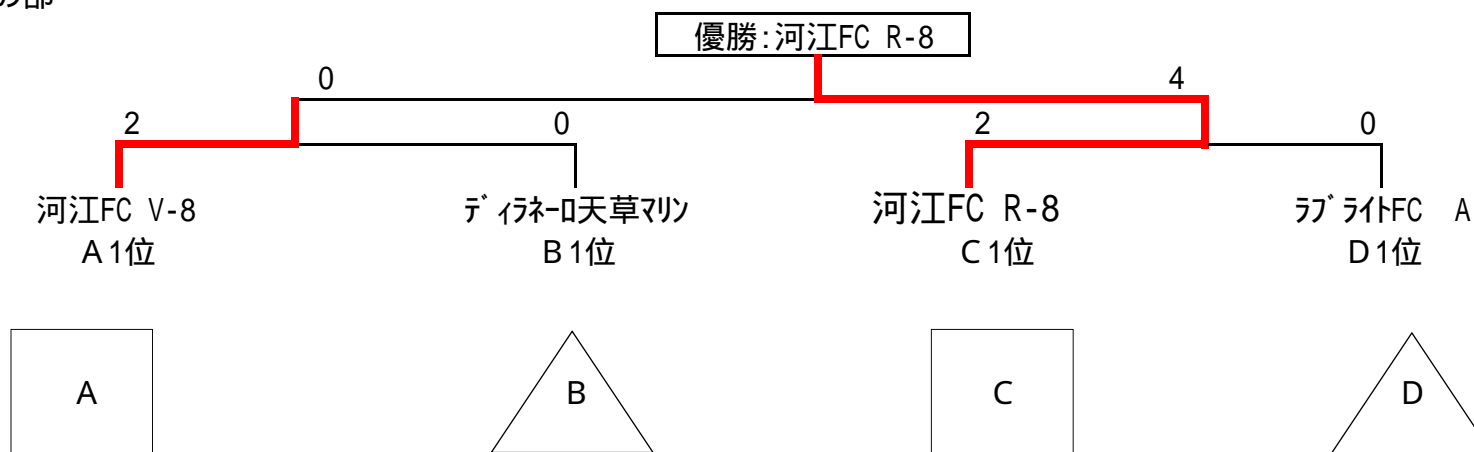 の部
優勝:河江FC R-8
0 4
2 0 2 0
河江FC V-8 ディラネーロ天草マリン 河江FC R-8 ラブライトFC A
A1位 B1位 C1位 D1位
A B C D